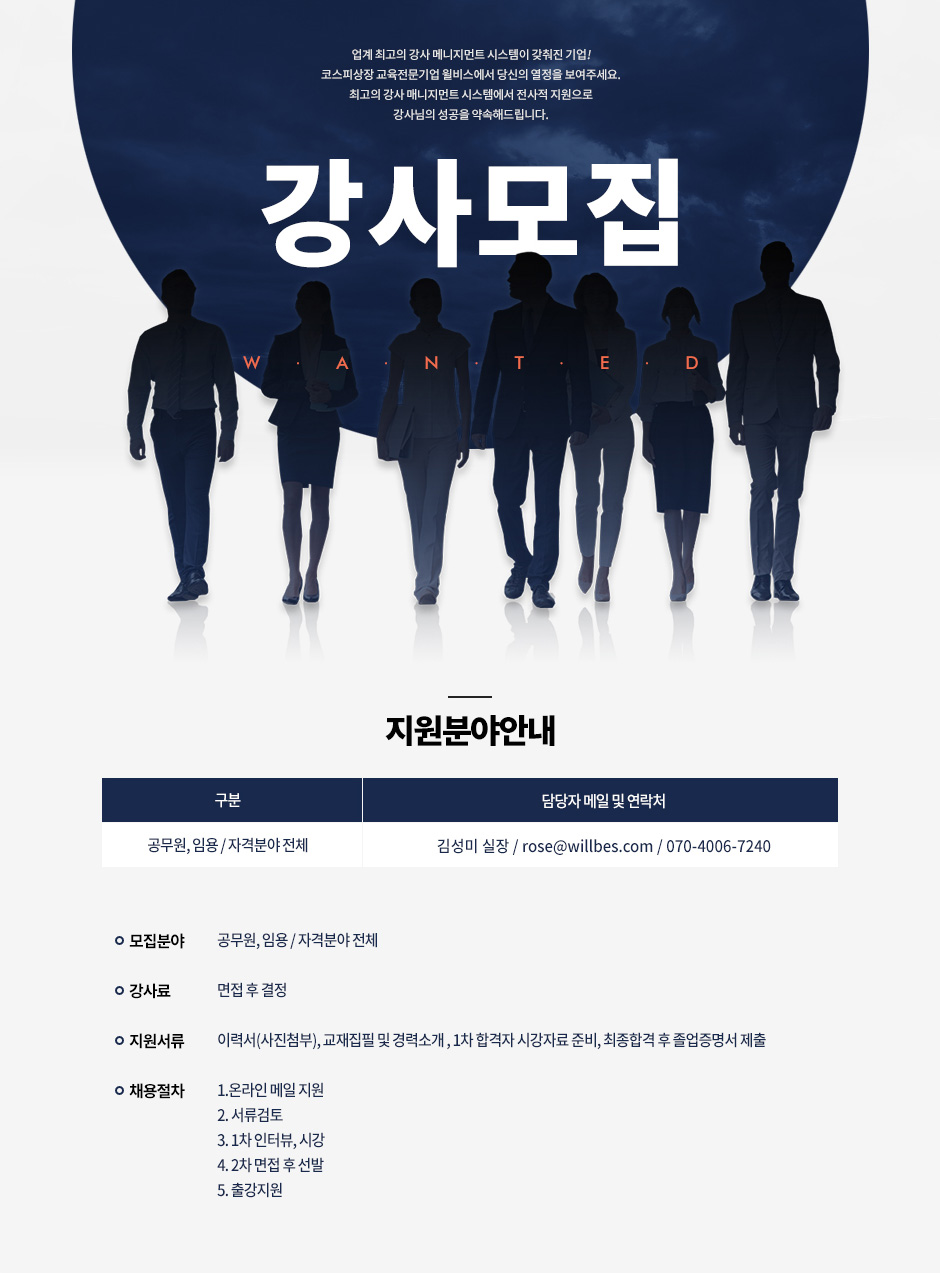 업계 최고의 강사 메니지먼트 시스템이 갖춰진 기업!
코스피상장 교육전문기업 윌비스에서 당신의 열정을 보여주세요.
최고의 강사 매니지먼트 시스템에서 전사적 지원으로
강사님의 성공을 약속해드립니다.
강사모집
W · A · N · T · E · D
지원분야안내
구분 담당자 메일 및 연락처
공무원, 임용 / 자격분야 전체 김성미 실장 / rose@willbes.com / 070-4006-7240
모집분야 공무원, 임용 / 자격분야 전체
강사료 면접 후 결정
지원서류 이력서(사진첨부), 교재집필 및 경력소개 , 1차 합격자 시강자료 준비, 최종합격 후 졸업증명서 제출
채용절차 1.온라인 메일 지원
2. 서류검토
3. 1차 인터뷰, 시강
4. 2차 면접 후 선발
5. 출강지원